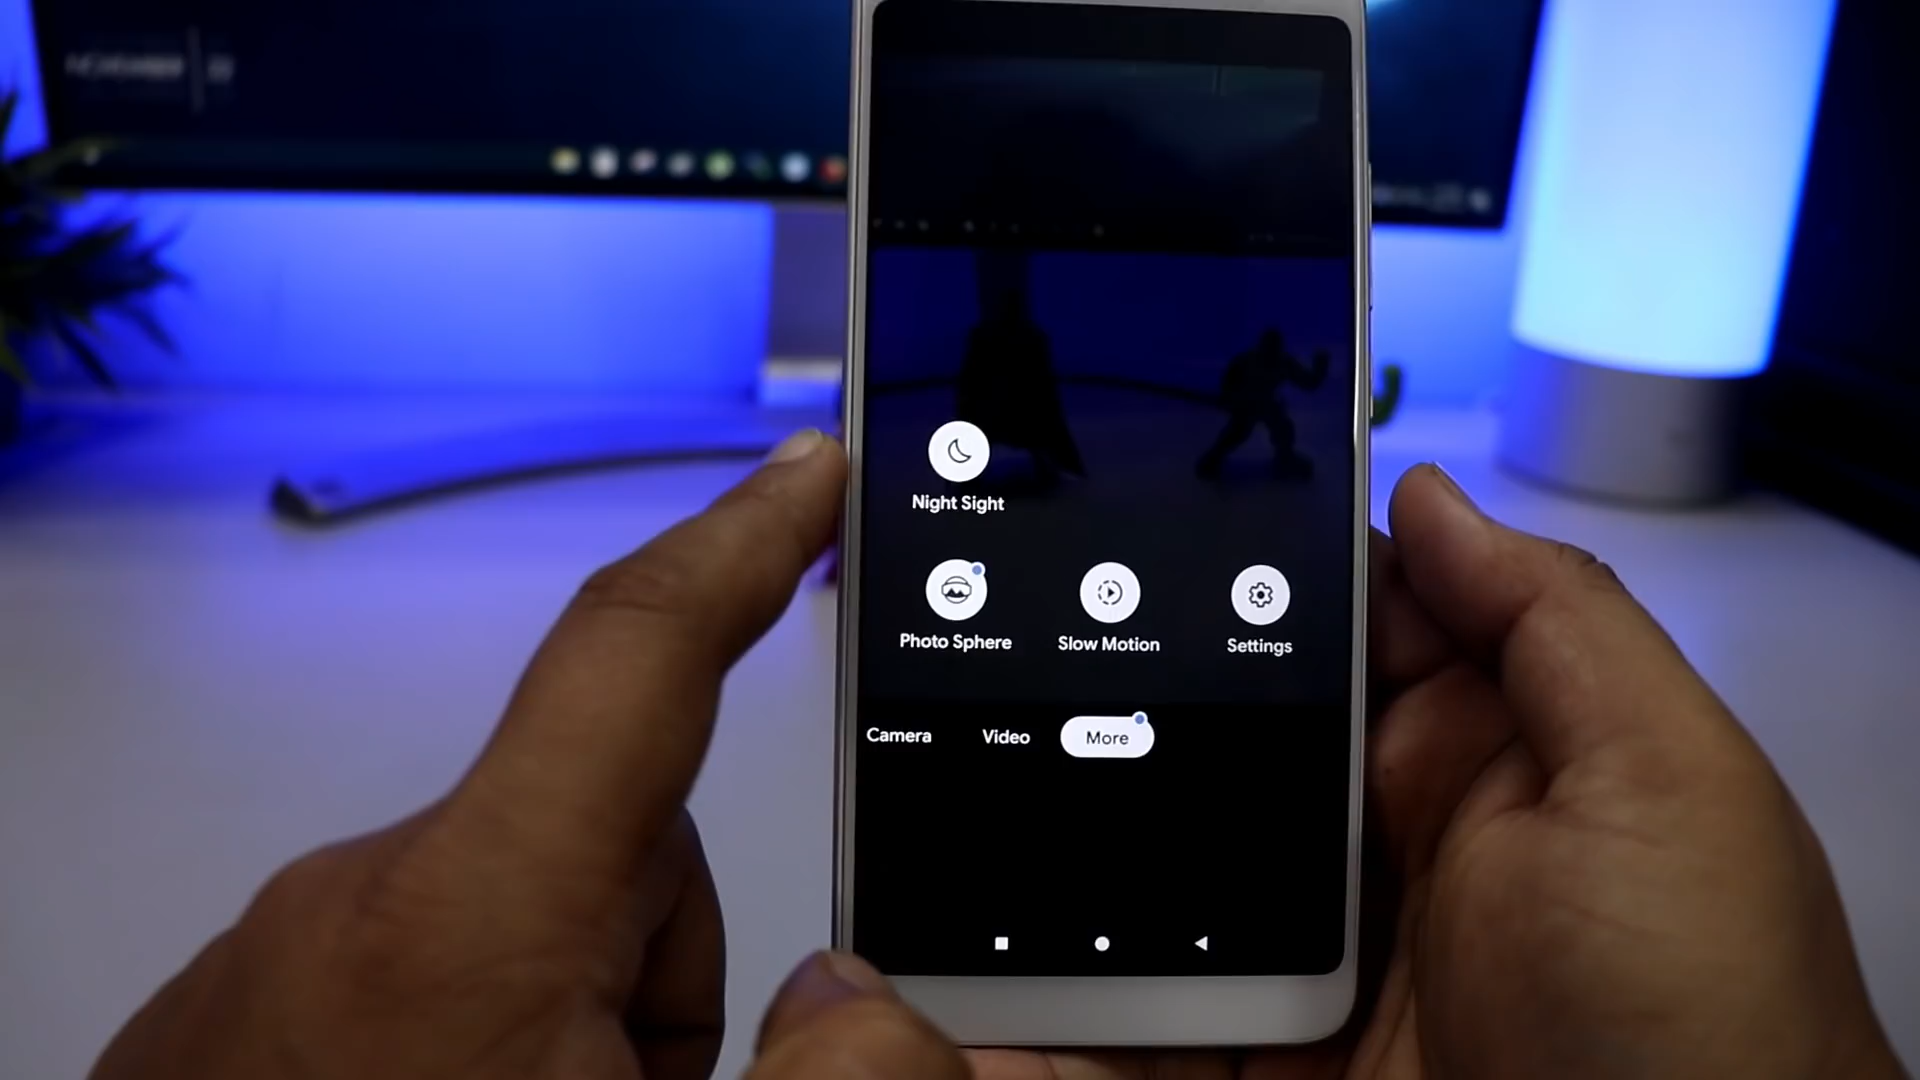 Night Sight
Photo Sphere
Slow Motion
Settings
Camera
Video
More